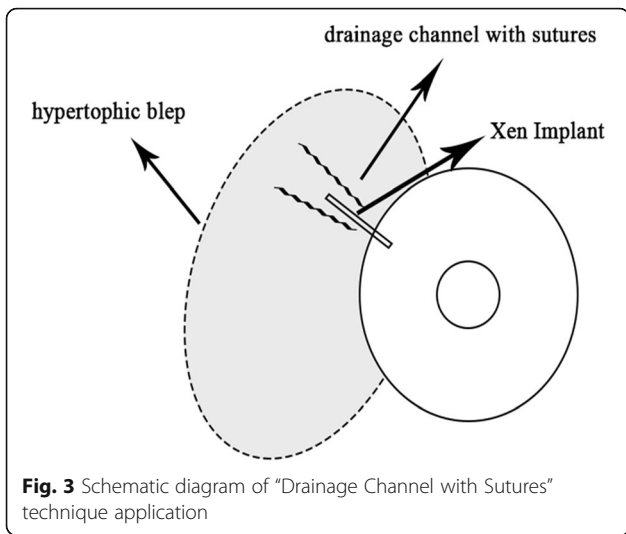 drainage channel with sutures
hypertophic blep
Xen Implant
Fig. 3 Schematic diagram of “Drainage Channel with Sutures”
technique application